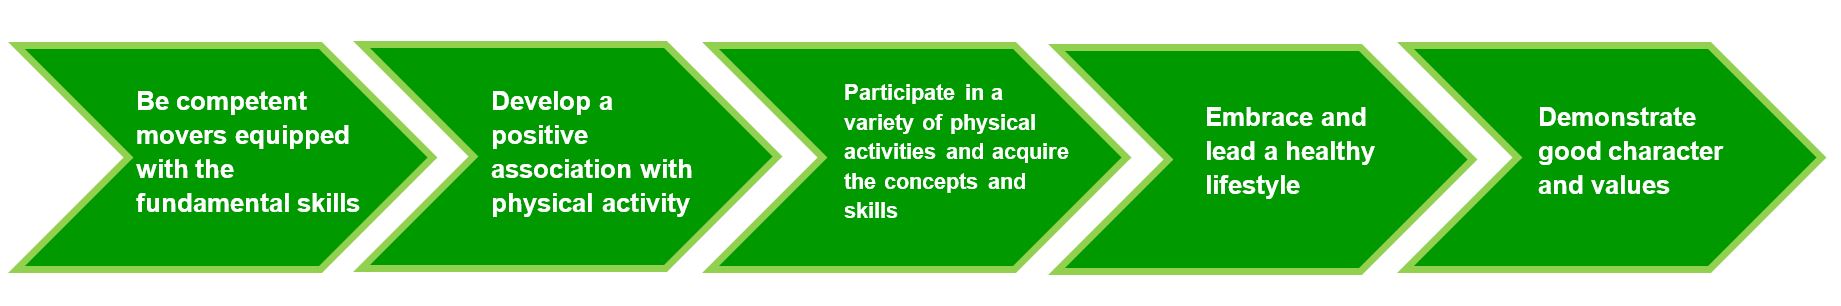 Be competent
movers equipped
with the
fundamental skills
Develop a
positive
association with
physical activity
Participate in a
variety of physical
activities and acquire
the concepts and
skills
Embrace and
lead a healthy
lifestyle
Demonstrate
good character
and values